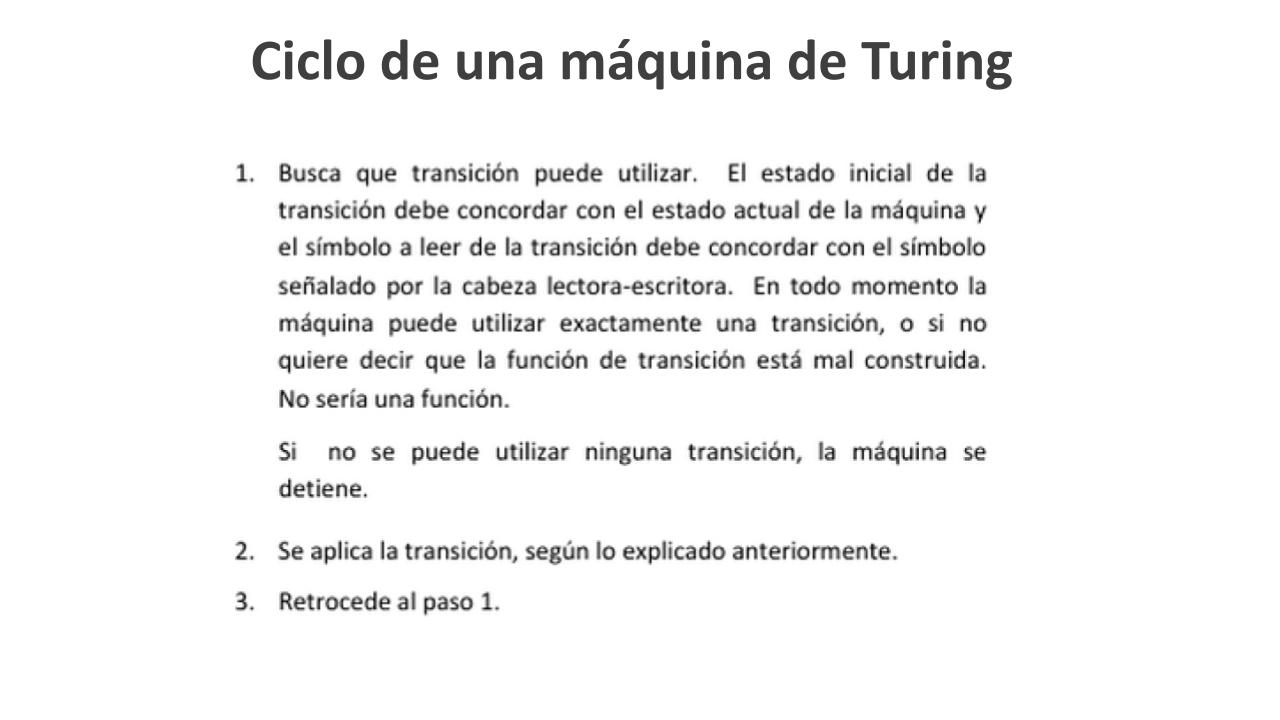 Ciclo de una máquina de Turing
1. Busca que transición puede utilizar. El estado inicial de la
transición debe concordar con el estado actual de la máquina y
el símbolo a leer de la transición debe concordar con el símbolo
señalado por la cabeza lectora-escritora. En todo momento la
máquina puede utilizar exactamente una transición, o si no
quiere decir que la función de transición está mal construida.
No sería una función.
Si no se puede utilizar ninguna transición, la máquina se
detiene.
2. Se aplica la transición, según lo explicado anteriormente.
3. Retrocede al paso 1.